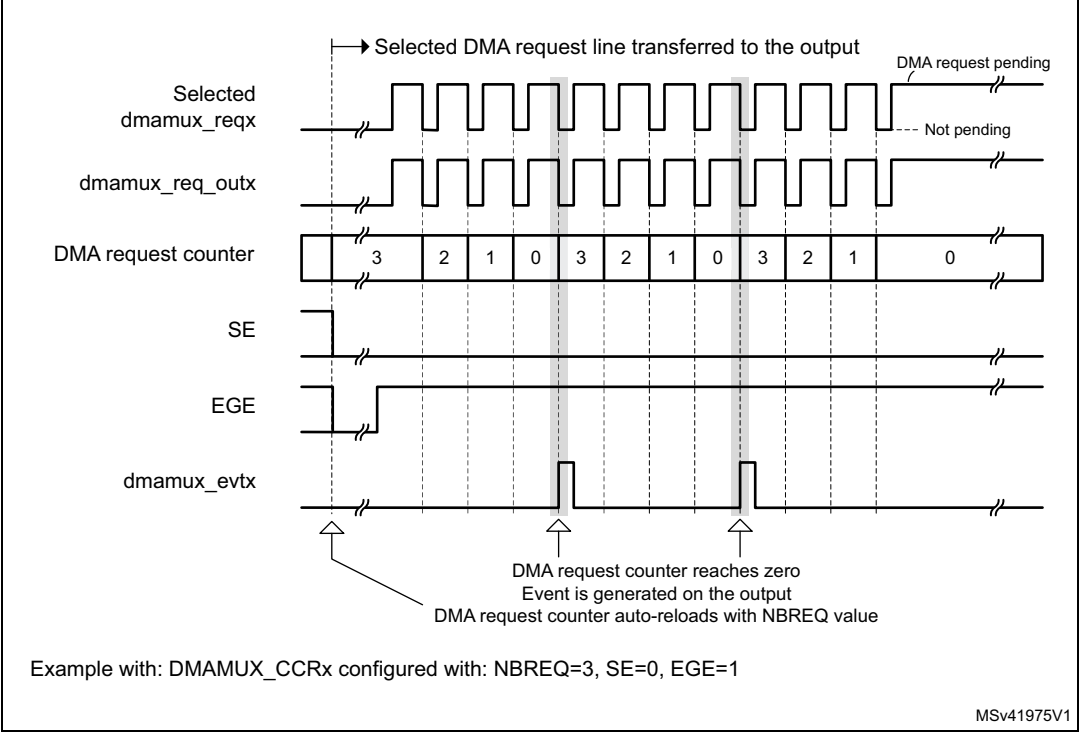 Selected DMA request line transferred to the output
DMA request pending
Selected
dmamux_reqx
Not pending
dmamux_req_outx
DMA request counter
3 2 1 0 3 2 1 0 3 2 1 0
SE
EGE
dmamux_evtx
DMA request counter reaches zero
Event is generated on the output
DMA request counter auto-reloads with NBREQ value
Example with: DMAMUX_CCRx configured with: NBREQ=3, SE=0, EGE=1
MSv41975V1